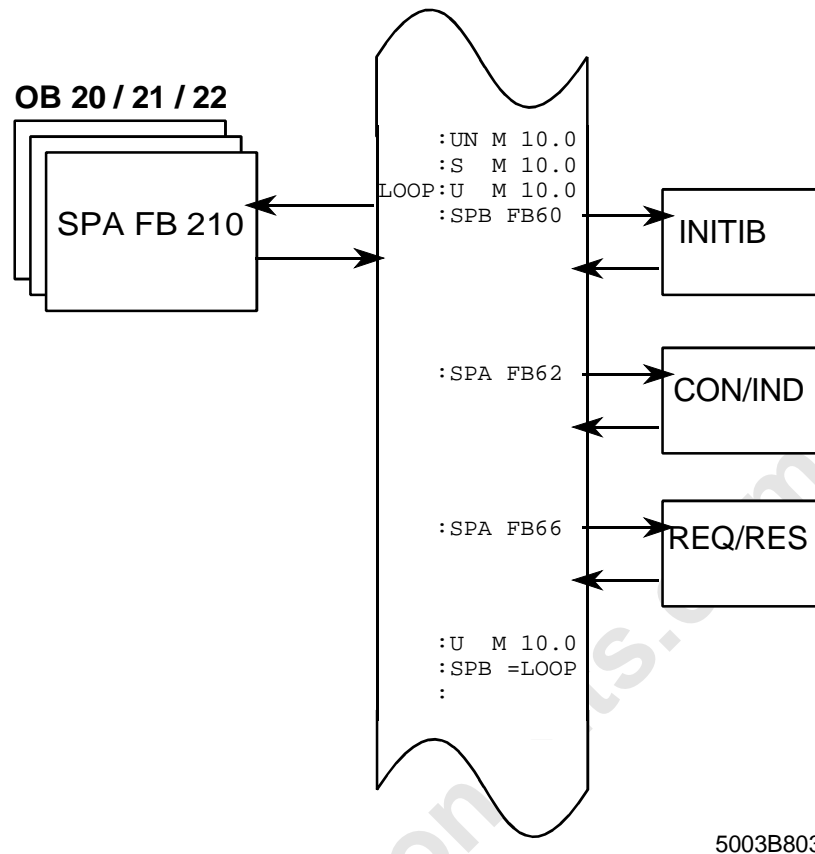 OB 20 / 21 / 22
SPA FB 210
:UN M 10.0
:S M 10.0
LOOP:U M 10.0
:SPB FB60
INITIB
:SPA FB62
CON/IND
:SPA FB66
REQ/RES
:U M 10.0
:SPB =LOOP
:
5003B803